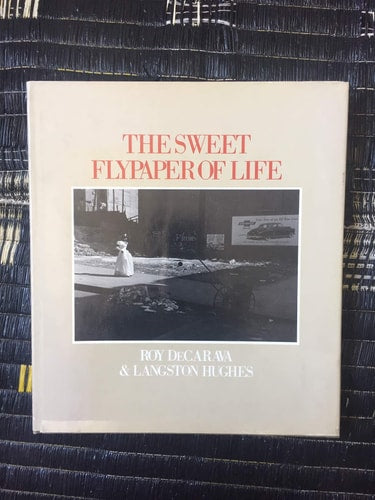 THE SWEET
FLYPAPER OF LIFE
ROY DECARAVA
& LANGSTON HUGHES